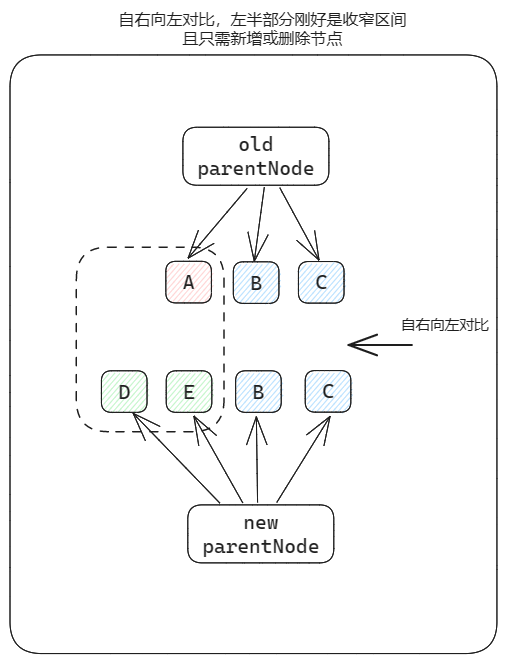 自右向左对比，左半部分刚好是收窄区间
且只需新增或删除节点
old
parentNode
A B C
自右向左对比
D E B C
new
parentNode